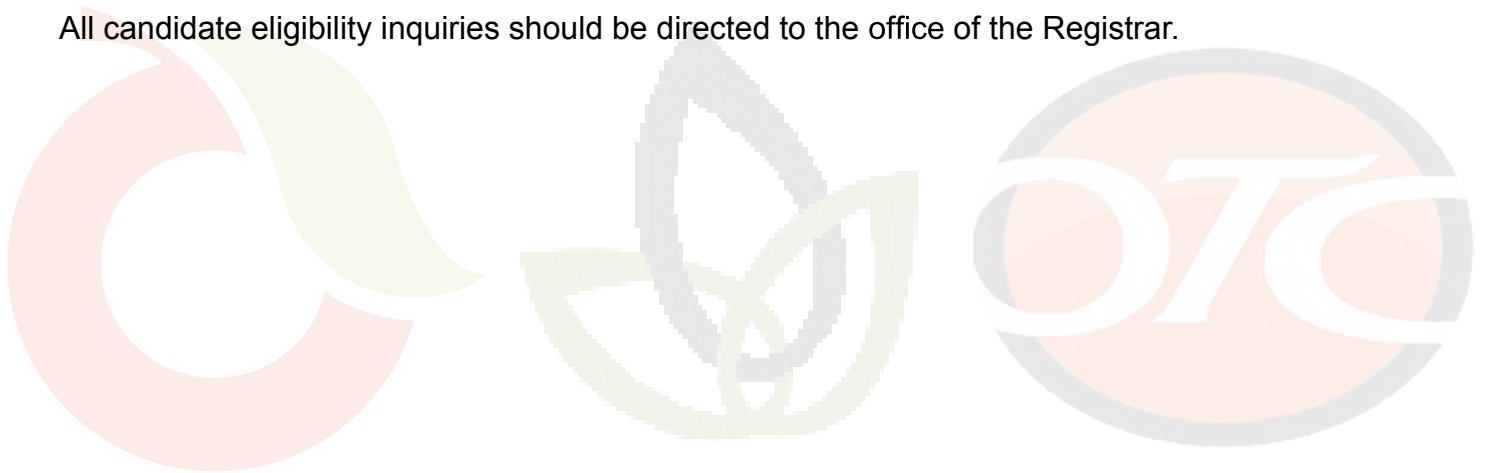 All candidate eligibility inquiries should be directed to the office of the Registrar.
OTC